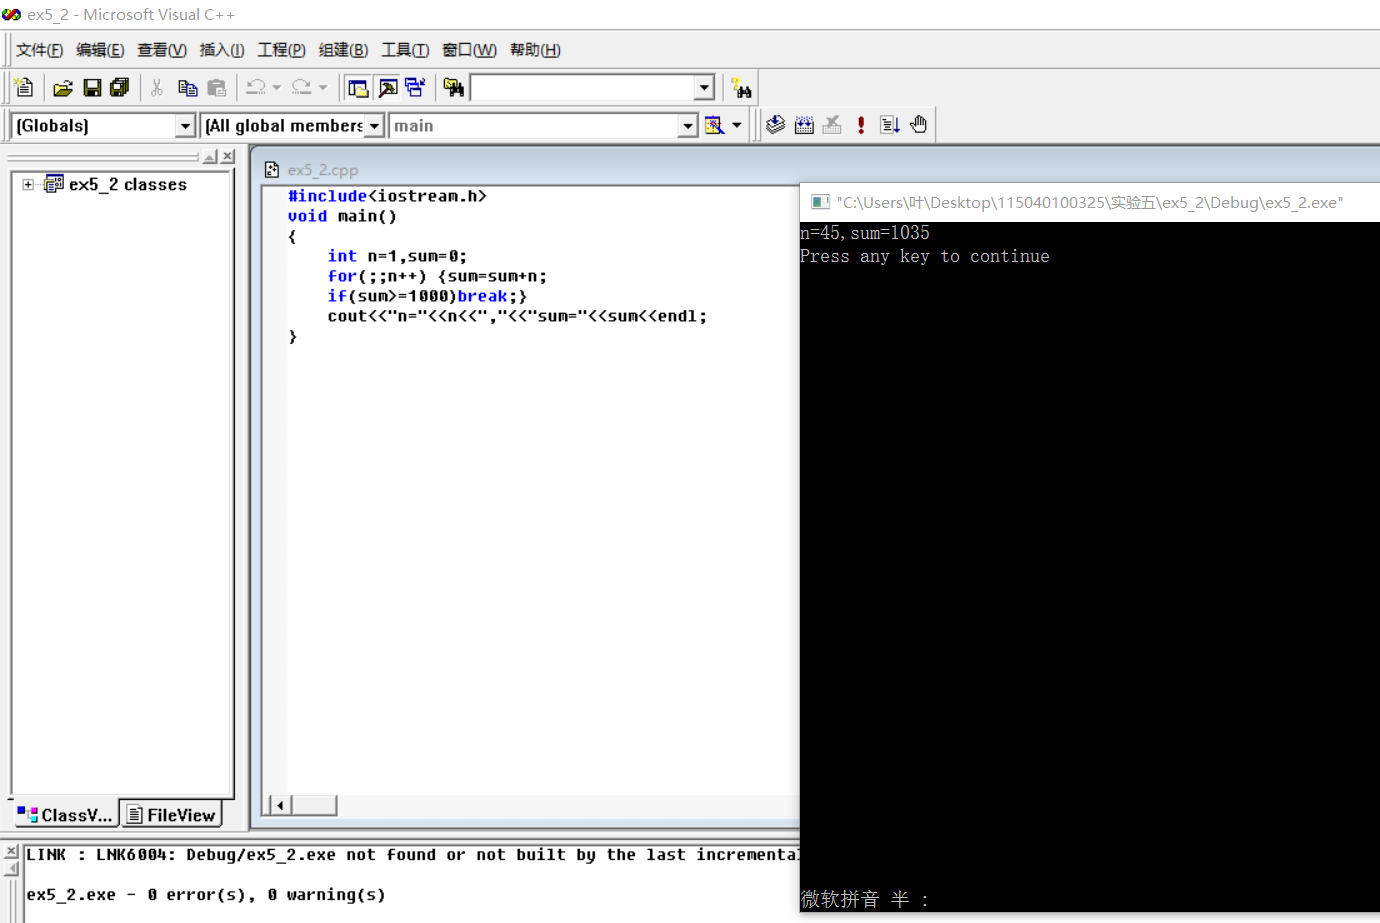 ex5_2 - Microsoft Visual C++
文件(F) 编辑(E) 查看(V) 插入(I) 工程(P) 组建(B) 工具(T) 窗口(W) 帮助(H)
(Globals) (All global members main
ex5_2 classes
ex5_2.cpp
#include<iostream.h>
void main()
{
int n=1,sum=0;
for(;;n++) {sum=sum+n;
if(sum>=1000)break;}
cout<<"n="<<n<<","<<"sum="<<sum<<endl;
}
"C:\Users\叶\Desktop\115040100325\实验五\ex5_2\Debug\ex5_2.exe"
n=45,sum=1035
Press any key to continue
微软拼音 半 :
ClassV... FileView
LINK : LNK6004: Debug/ex5_2.exe not found or not built by the last incremental
ex5_2.exe - 0 error(s), 0 warning(s)